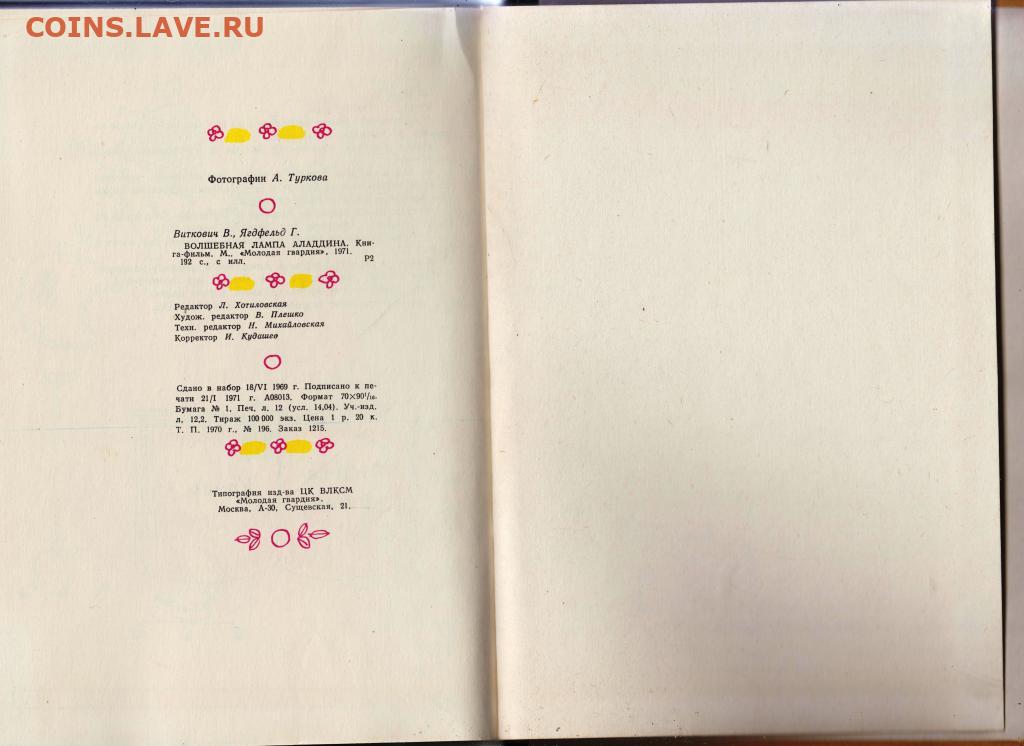 COINS.LAVE.RU
Фотографии А. Туркова
Виткович В., Ягдфельд Г.
ВОЛШЕБНАЯ ЛАМПА АЛАДДИНА. Кни-
га-фильм. М., «Молодая гвардия», 1971.
192 с., с илл.
Р2
Редактор Л. Хотиловская
Худож. редактор В. Плешко
Техн. редактор Н. Михайловская
Корректор И. Кудашев
Сдано в набор 18/VI 1969 г. Подписано к пе-
чати 21/I 1971 г. А08013. Формат 70×90¹/₁₆.
Бумага № 1. Печ. л. 12 (усл. 14,04). Уч.-изд.
л. 12,2. Тираж 100 000 экз. Цена 1 р. 20 к.
Т. П. 1970 г., № 196. Заказ 1215.
Типография изд-ва ЦК ВЛКСМ
«Молодая гвардия».
Москва, А-30, Сущевская, 21.